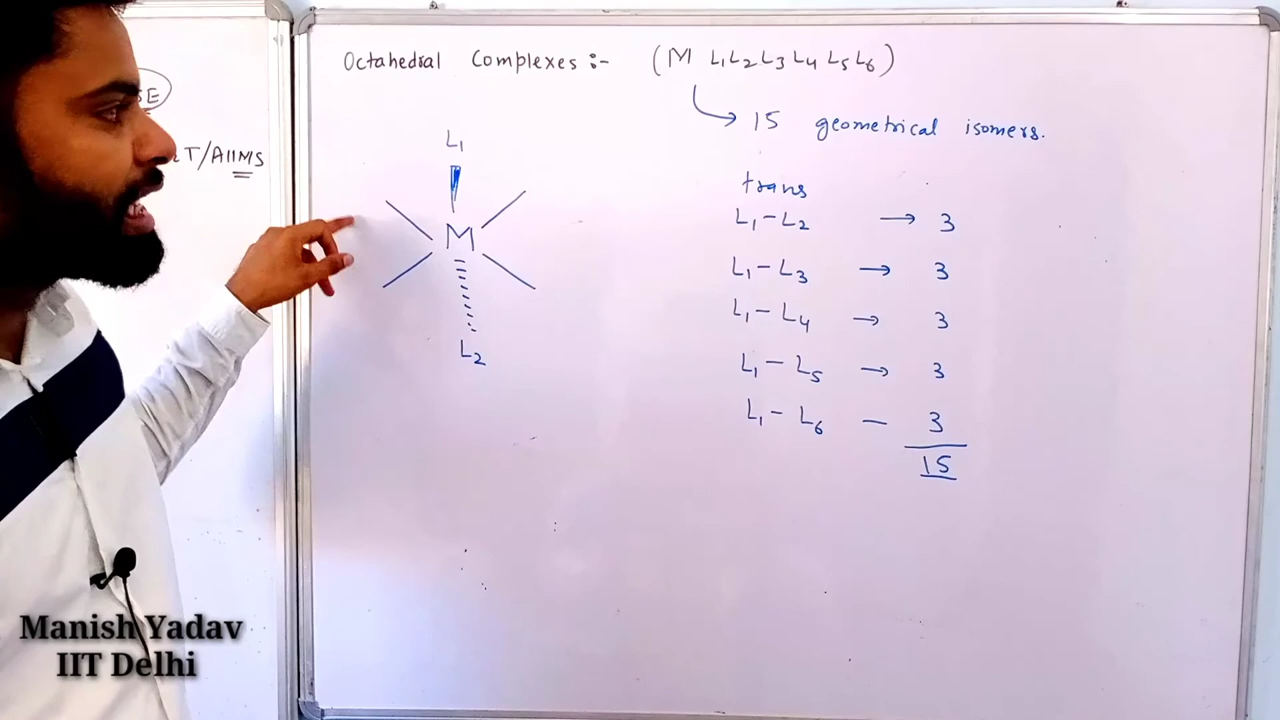 SE
T/AIIMS
Octahedral Complexes :- (M L₁L₂L₃L₄L₅L₆)
→ 15 geometrical isomers.
L₁
M
L₂
trans
L₁-L₂ → 3
L₁-L₃ → 3
L₁-L₄ → 3
L₁-L₅ → 3
L₁-L₆ - 3
15
Manish Yadav
IIT Delhi